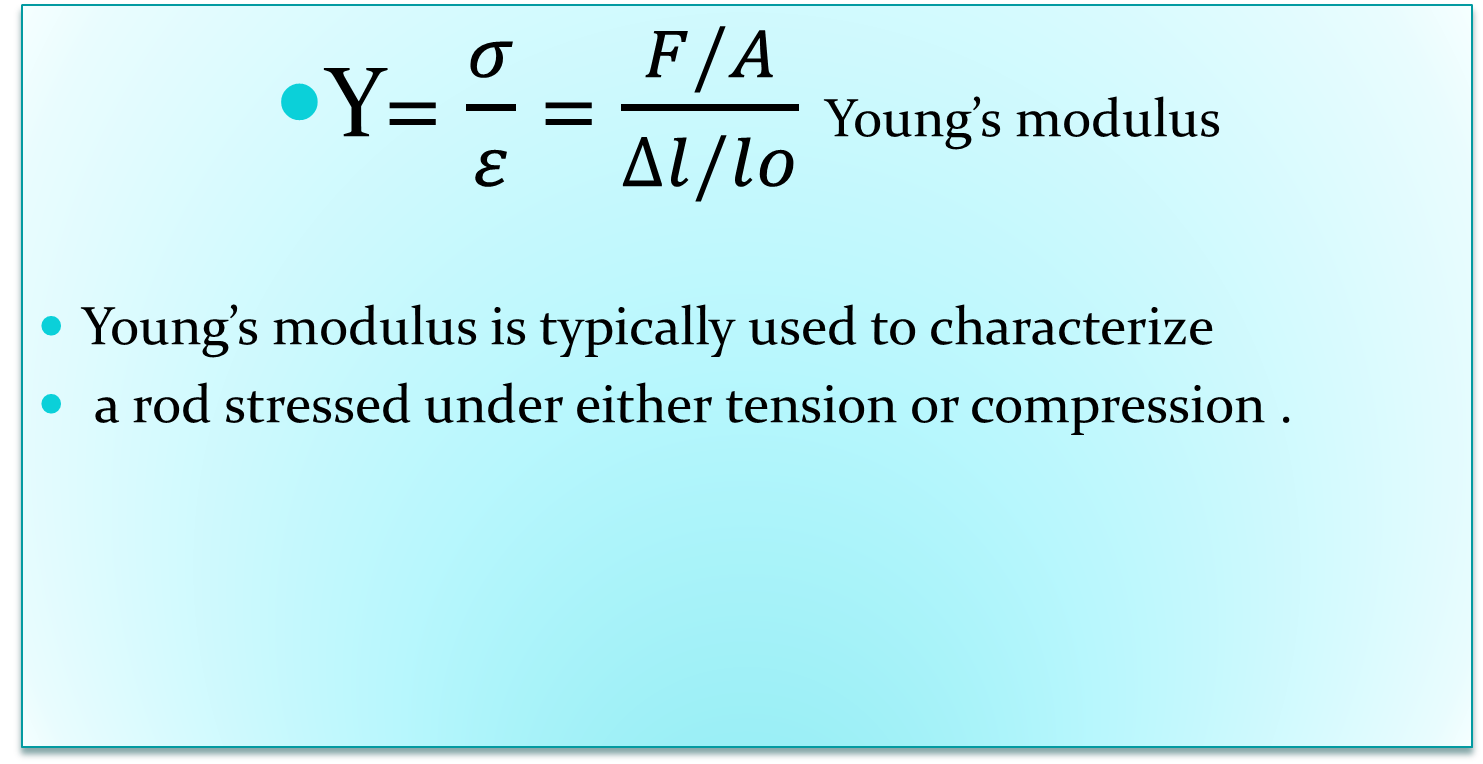 • Y= σ/ε = F/A / Δl/lo Young’s modulus
• Young’s modulus is typically used to characterize
• a rod stressed under either tension or compression .